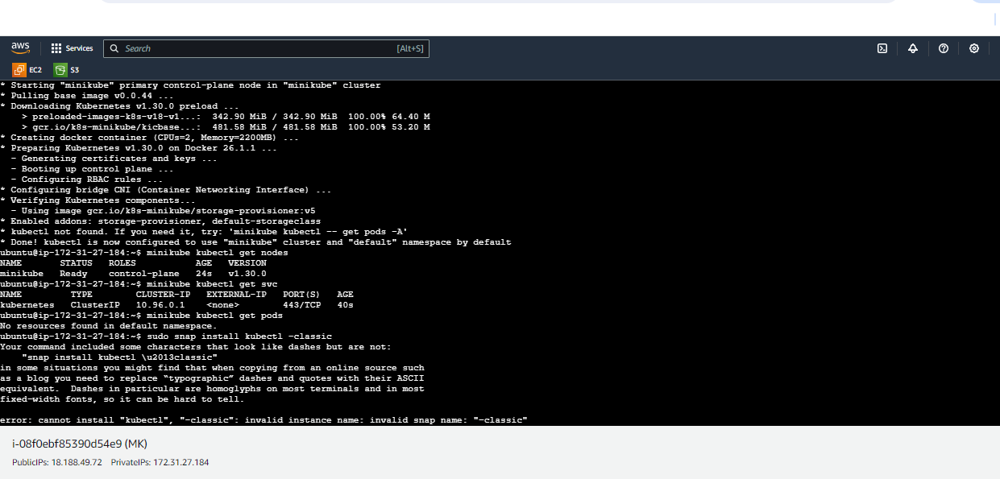 aws
Services
Search
[Alt+S]
EC2
S3
* Starting "minikube" primary control-plane node in "minikube" cluster
* Pulling base image v0.0.44 ...
* Downloading Kubernetes v1.30.0 preload ...
    > preloaded-images-k8s-v18-v1...:  342.90 MiB / 342.90 MiB  100.00% 64.40 M
    > gcr.io/k8s-minikube/kicbase...:  481.58 MiB / 481.58 MiB  100.00% 53.20 M
* Creating docker container (CPUs=2, Memory=2200MB) ...
* Preparing Kubernetes v1.30.0 on Docker 26.1.1 ...
  - Generating certificates and keys ...
  - Booting up control plane ...
  - Configuring RBAC rules ...
* Configuring bridge CNI (Container Networking Interface) ...
* Verifying Kubernetes components...
  - Using image gcr.io/k8s-minikube/storage-provisioner:v5
* Enabled addons: storage-provisioner, default-storageclass
* kubectl not found. If you need it, try: 'minikube kubectl -- get pods -A'
* Done! kubectl is now configured to use "minikube" cluster and "default" namespace by default
ubuntu@ip-172-31-27-184:~$ minikube kubectl get nodes
NAME       STATUS   ROLES           AGE   VERSION
minikube   Ready    control-plane   24s   v1.30.0
ubuntu@ip-172-31-27-184:~$ minikube kubectl get svc
NAME         TYPE        CLUSTER-IP   EXTERNAL-IP   PORT(S)   AGE
kubernetes   ClusterIP   10.96.0.1    <none>        443/TCP   40s
ubuntu@ip-172-31-27-184:~$ minikube kubectl get pods
No resources found in default namespace.
ubuntu@ip-172-31-27-184:~$ sudo snap install kubectl –classic
Your command included some characters that look like dashes but are not:
    "snap install kubectl \u2013classic"
in some situations you might find that when copying from an online source such
as a blog you need to replace “typographic” dashes and quotes with their ASCII
equivalent.  Dashes in particular are homoglyphs on most terminals and in most
fixed-width fonts, so it can be hard to tell.

error: cannot install "kubectl", "–classic": invalid instance name: invalid snap name: "–classic"
i-08f0ebf85390d54e9 (MK)
PublicIPs: 18.188.49.72    PrivateIPs: 172.31.27.184